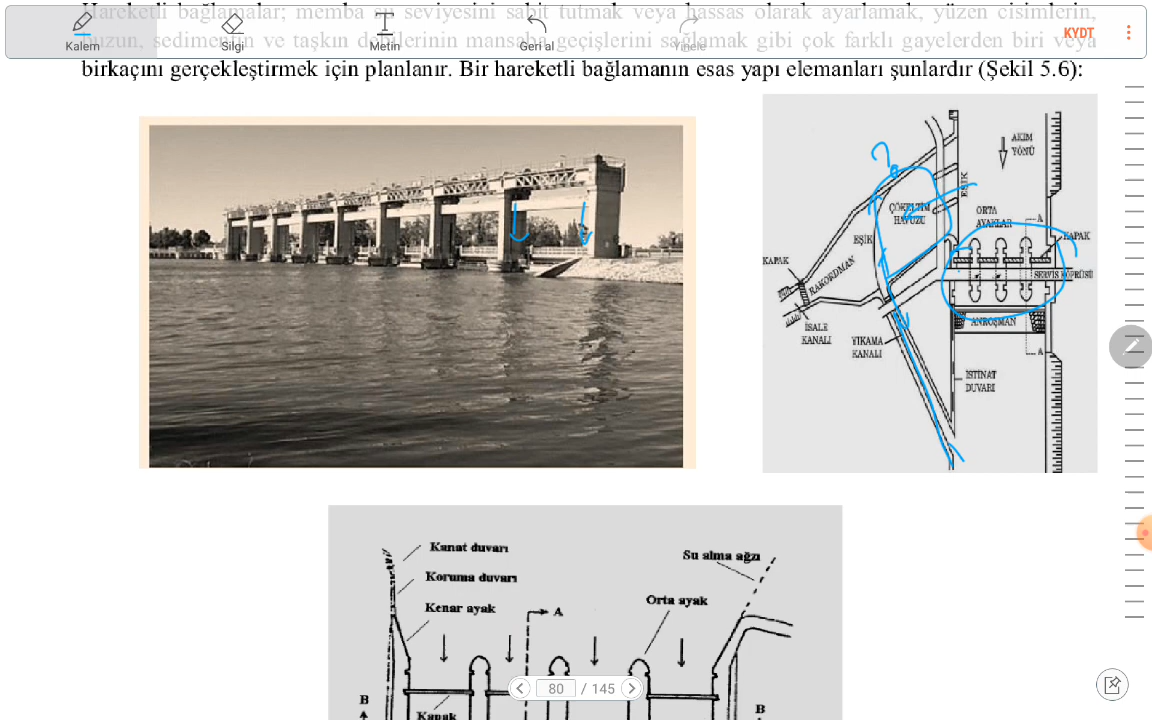 Hareketli bağlamalar; memba su seviyesini sabit tutmak veya hassas olarak ayarlamak, yüzen cisimlerin,
buzun, sedimentin ve taşkın debilerinin mansaba geçişlerini sağlamak gibi çok farklı gayelerden biri veya
Kalem
Silgi
Metin
Geri al
Yinele
KYDT
birkaçını gerçekleştirmek için planlanır. Bir hareketli bağlamanın esas yapı elemanları şunlardır (Şekil 5.6):
AKIM
YÖNÜ
EŞİK
ÇÖKELTİM
HAVUZU
ORTA
AYAKLAR
A
KAPAK
EŞİK
KAPAK
RAKORDMAN
SERVİS KÖPRÜSÜ
İSALE
KANALI
YIKAMA
KANALI
ANROŞMAN
A
İSTİNAT
DUVARI
Kanat duvarı
Su alma ağzı
Koruma duvarı
Kenar ayak
A
Orta ayak
B
Kapak
B
80 / 145